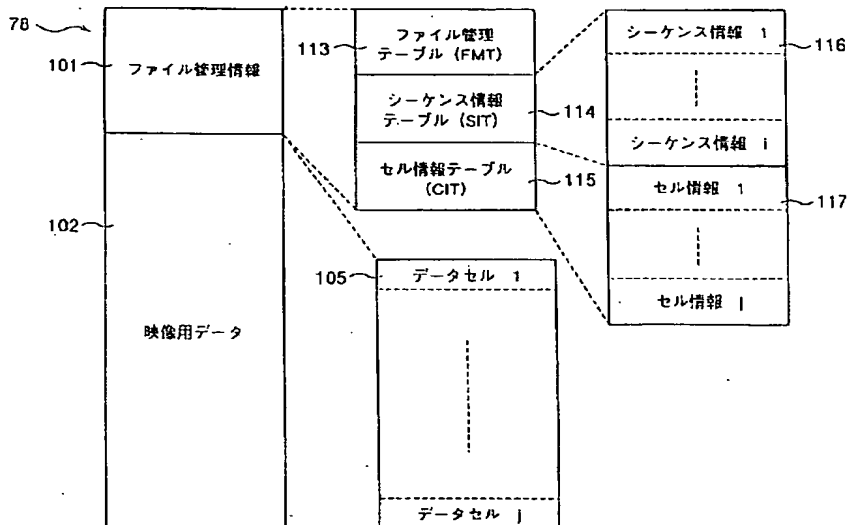 78
101
ファイル管理情報
102
映像用データ
113
ファイル管理
テーブル (FMT)
シーケンス情報
テーブル (SIT)
114
セル情報テーブル
(CIT)
115
シーケンス情報 1
116
シーケンス情報 i
セル情報 1
117
セル情報 j
105
データセル 1
データセル j